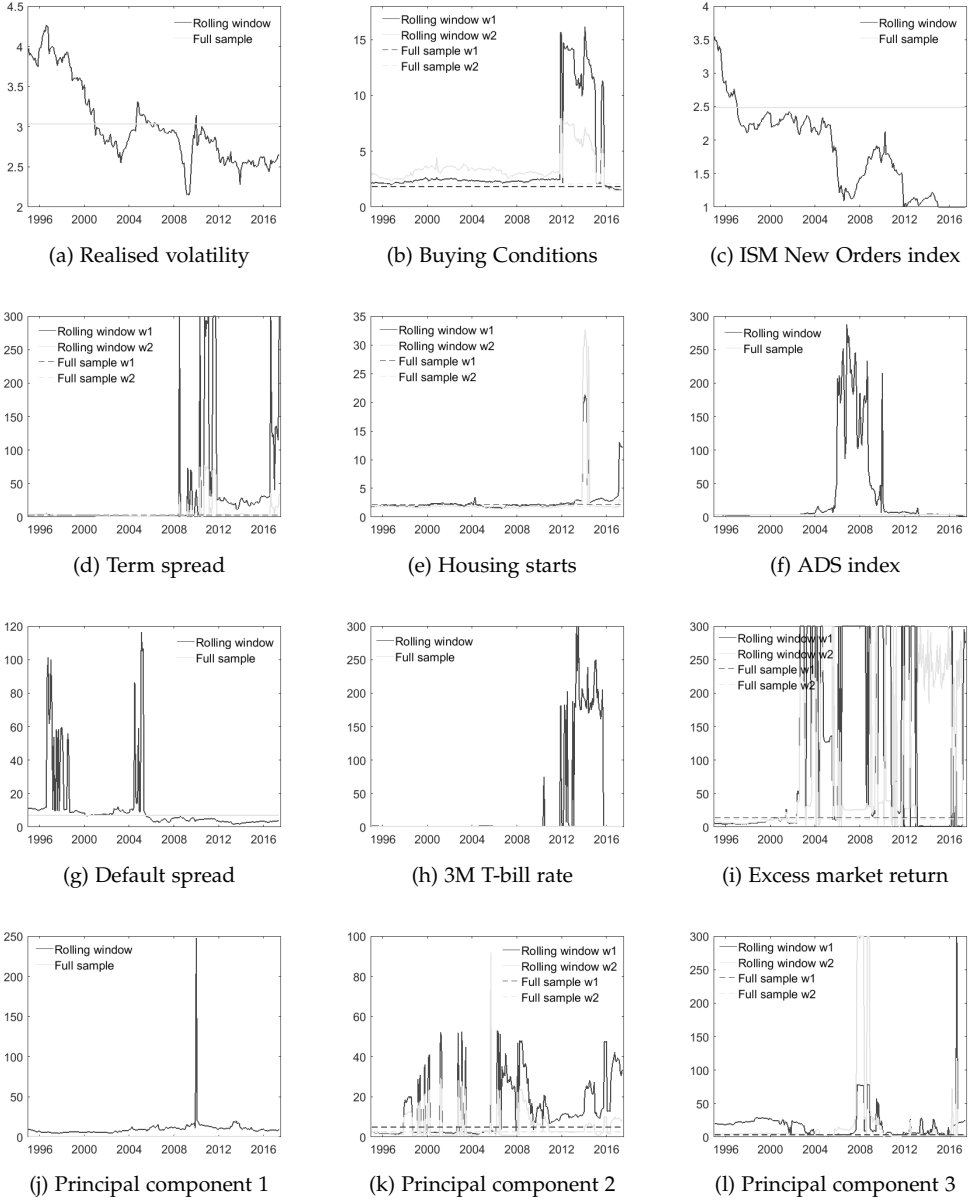 4.5
4
3.5
3
2.5
2
Rolling window
Full sample
1996 2000 2004 2008 2012 2016
(a) Realised volatility
15
10
5
0
Rolling window w1
Rolling window w2
Full sample w1
Full sample w2
1996 2000 2004 2008 2012 2016
(b) Buying Conditions
4
3.5
3
2.5
2
1.5
1
Rolling window
Full sample
1996 2000 2004 2008 2012 2016
(c) ISM New Orders index
300
250
200
150
100
50
0
Rolling window w1
Rolling window w2
Full sample w1
Full sample w2
1996 2000 2004 2008 2012 2016
(d) Term spread
35
30
25
20
15
10
5
0
Rolling window w1
Rolling window w2
Full sample w1
Full sample w2
1996 2000 2004 2008 2012 2016
(e) Housing starts
300
250
200
150
100
50
0
Rolling window
Full sample
1996 2000 2004 2008 2012 2016
(f) ADS index
120
100
80
60
40
20
0
Rolling window
Full sample
1996 2000 2004 2008 2012 2016
(g) Default spread
300
250
200
150
100
50
0
Rolling window
Full sample
1996 2000 2004 2008 2012 2016
(h) 3M T-bill rate
300
250
200
150
100
50
0
Rolling window w1
Rolling window w2
Full sample w1
Full sample w2
1996 2000 2004 2008 2012 2016
(i) Excess market return
250
200
150
100
50
0
Rolling window
Full sample
1996 2000 2004 2008 2012 2016
(j) Principal component 1
100
80
60
40
20
0
Rolling window w1
Rolling window w2
Full sample w1
Full sample w2
1996 2000 2004 2008 2012 2016
(k) Principal component 2
300
250
200
150
100
50
0
Rolling window w1
Rolling window w2
Full sample w1
Full sample w2
1996 2000 2004 2008 2012 2016
(l) Principal component 3